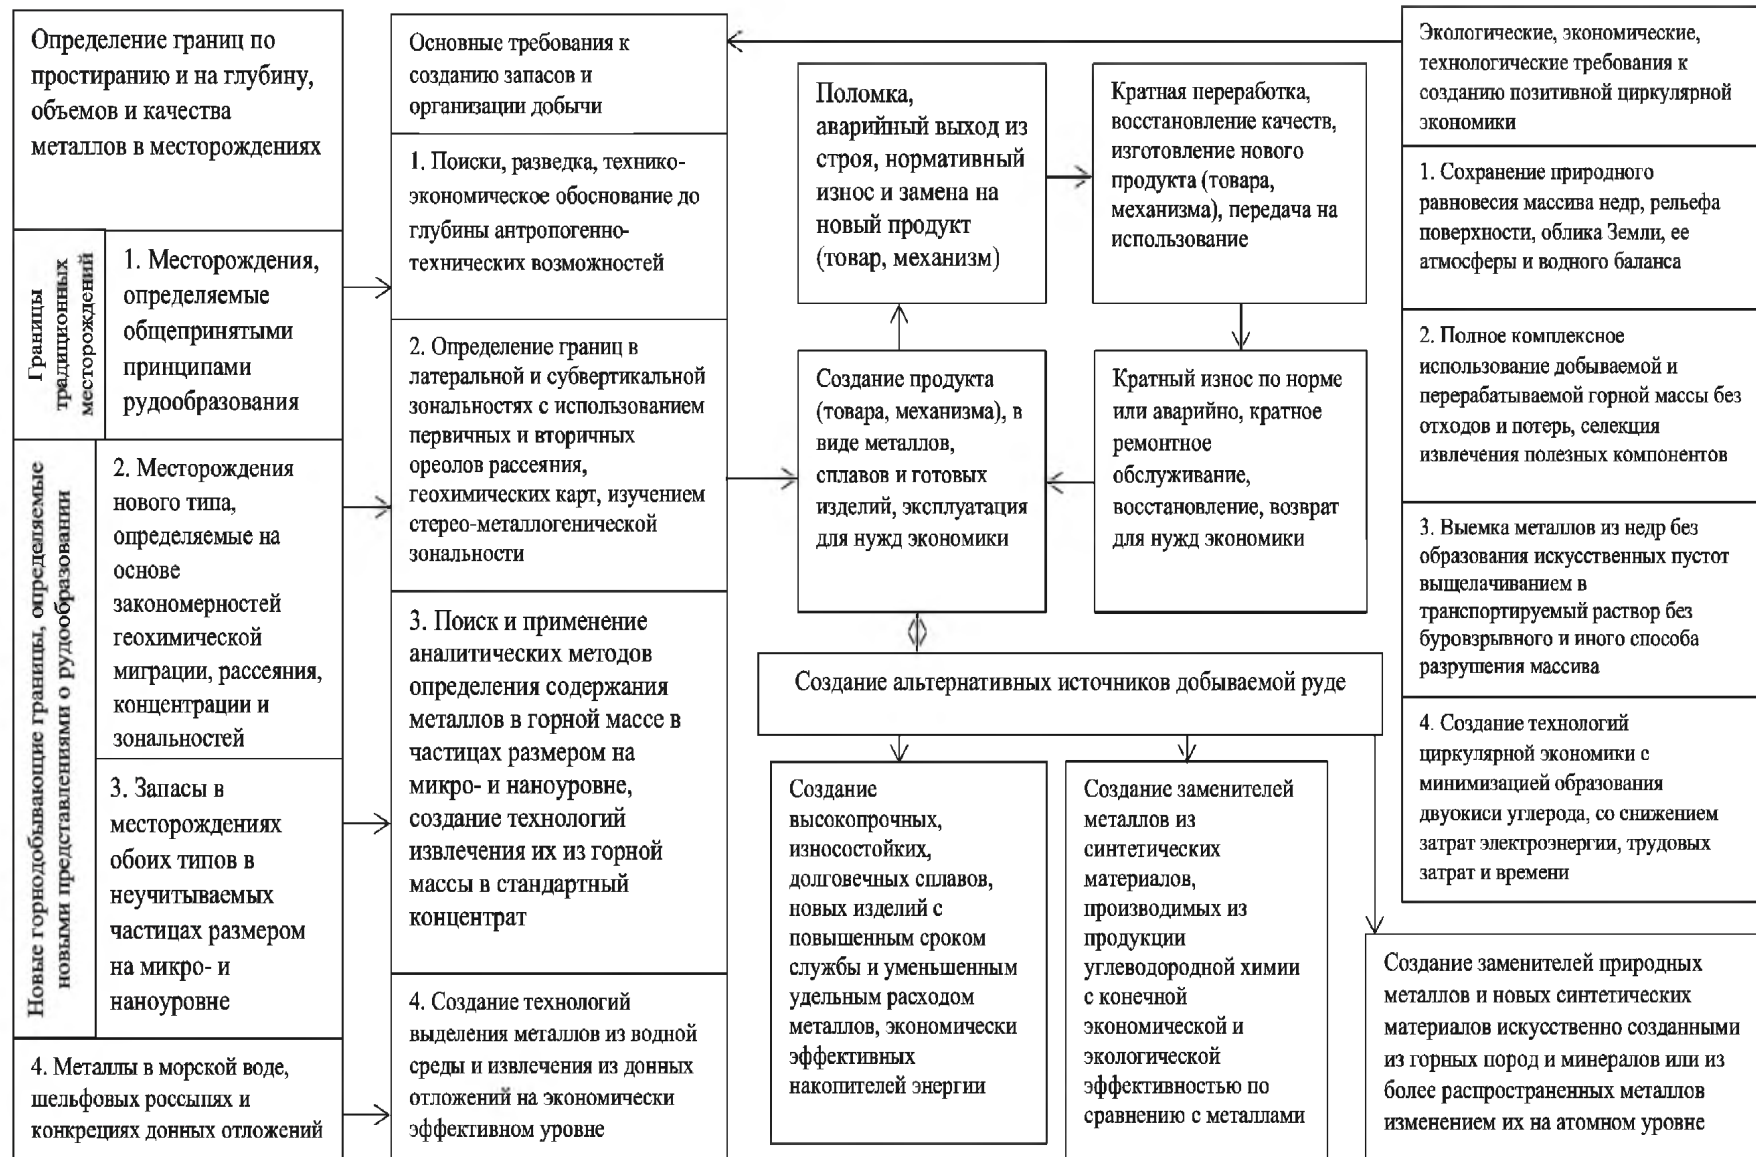 Определение границ по
простиранию и на глубину,
объемов и качества
металлов в месторождениях
Границы
традиционных
месторождений
1. Месторождения,
определяемые
общепринятыми
принципами
рудообразования
Новые горнодобывающие границы, определяемые
новыми представлениями о рудообразовании
2. Месторождения
нового типа,
определяемые на
основе
закономерностей
геохимической
миграции, рассеяния,
концентрации и
зональностей
3. Запасы в
месторождениях
обоих типов в
неучитываемых
частицах размером
на микро- и
наноуровне
4. Металлы в морской воде,
шельфовых россыпях и
конкрециях донных отложений
Основные требования к
созданию запасов и
организации добычи
1. Поиски, разведка, технико-
экономическое обоснование до
глубины антропогенно-
технических возможностей
2. Определение границ в
латеральной и субвертикальной
зональностях с использованием
первичных и вторичных
ореолов рассеяния,
геохимических карт, изучением
стерео-металлогенической
зональности
3. Поиск и применение
аналитических методов
определения содержания
металлов в горной массе в
частицах размером на
микро- и наноуровне,
создание технологий
извлечения их из горной
массы в стандартный
концентрат
4. Создание технологий
выделения металлов из водной
среды и извлечения из донных
отложений на экономически
эффективном уровне
Поломка,
аварийный выход из
строя, нормативный
износ и замена на
новый продукт
(товар, механизм)
Кратная переработка,
восстановление качеств,
изготовление нового
продукта (товара,
механизма), передача на
использование
Создание продукта
(товара, механизма), в
виде металлов,
сплавов и готовых
изделий, эксплуатация
для нужд экономики
Кратный износ по норме
или аварийно, кратное
ремонтное
обслуживание,
восстановление, возврат
для нужд экономики
Создание альтернативных источников добываемой руде
Создание
высокопрочных,
износостойких,
долговечных сплавов,
новых изделий с
повышенным сроком
службы и уменьшенным
удельным расходом
металлов, экономически
эффективных
накопителей энергии
Создание заменителей
металлов из
синтетических
материалов,
производимых из
продукции
углеводородной химии
с конечной
экономической и
экологической
эффективностью по
сравнению с металлами
Экологические, экономические,
технологические требования к
созданию позитивной циркулярной
экономики
1. Сохранение природного
равновесия массива недр, рельефа
поверхности, облика Земли, ее
атмосферы и водного баланса
2. Полное комплексное
использование добываемой и
перерабатываемой горной массы без
отходов и потерь, селекция
извлечения полезных компонентов
3. Выемка металлов из недр без
образования искусственных пустот
выщелачиванием в
транспортируемый раствор без
буровзрывного и иного способа
разрушения массива
4. Создание технологий
циркулярной экономики с
минимизацией образования
двуокиси углерода, со снижением
затрат электроэнергии, трудовых
затрат и времени
Создание заменителей природных
металлов и новых синтетических
материалов искусственно созданными
из горных пород и минералов или из
более распространенных металлов
изменением их на атомном уровне